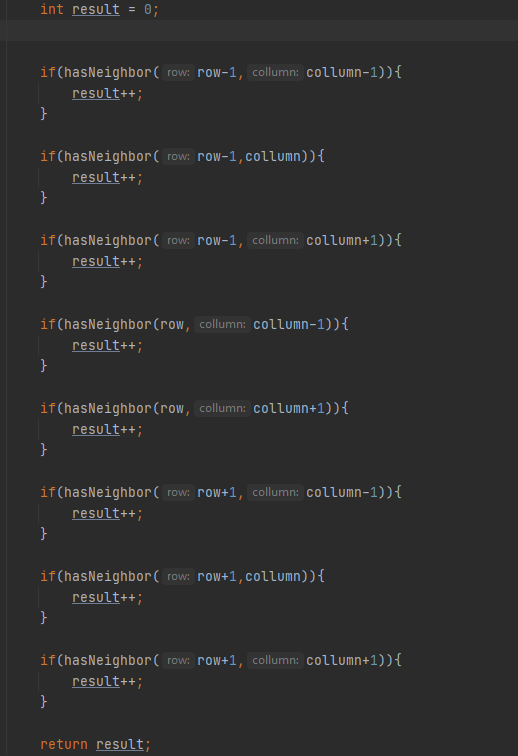 int result = 0;
if(hasNeighbor( row: row-1, collumn: collumn-1)){
result++;
}
if(hasNeighbor( row: row-1,collumn)){
result++;
}
if(hasNeighbor( row: row-1, collumn: collumn+1)){
result++;
}
if(hasNeighbor(row, collumn: collumn-1)){
result++;
}
if(hasNeighbor(row, collumn: collumn+1)){
result++;
}
if(hasNeighbor( row: row+1, collumn: collumn-1)){
result++;
}
if(hasNeighbor( row: row+1,collumn)){
result++;
}
if(hasNeighbor( row: row+1, collumn: collumn+1)){
result++;
}
return result;